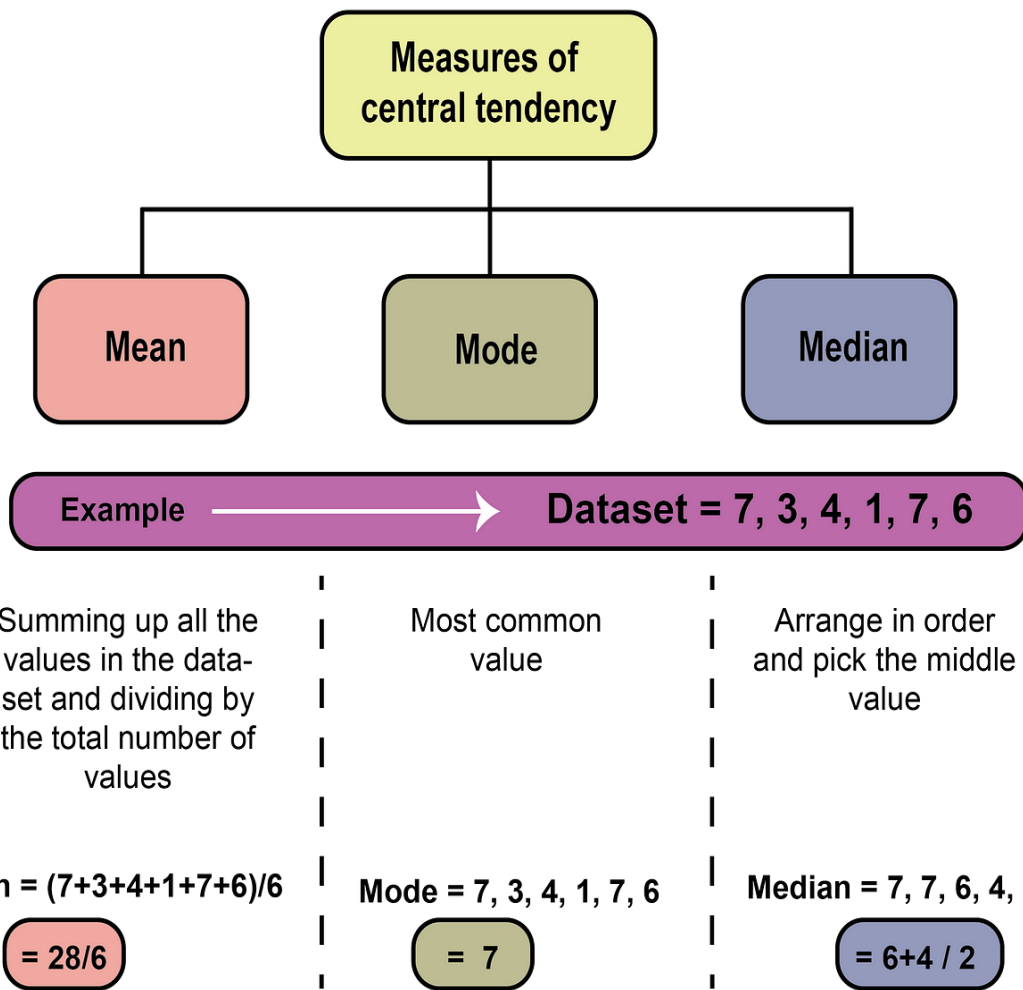 Measures of
central tendency
Mean
Mode
Median
Example
Dataset = 7, 3, 4, 1, 7, 6
Summing up all the
values in the data-
set and dividing by
the total number of
values
Most common
value
Arrange in order
and pick the middle
value
n = (7+3+4+1+7+6)/6
Mode = 7, 3, 4, 1, 7, 6
Median = 7, 7, 6, 4,
= 28/6
= 7
= 6+4 / 2